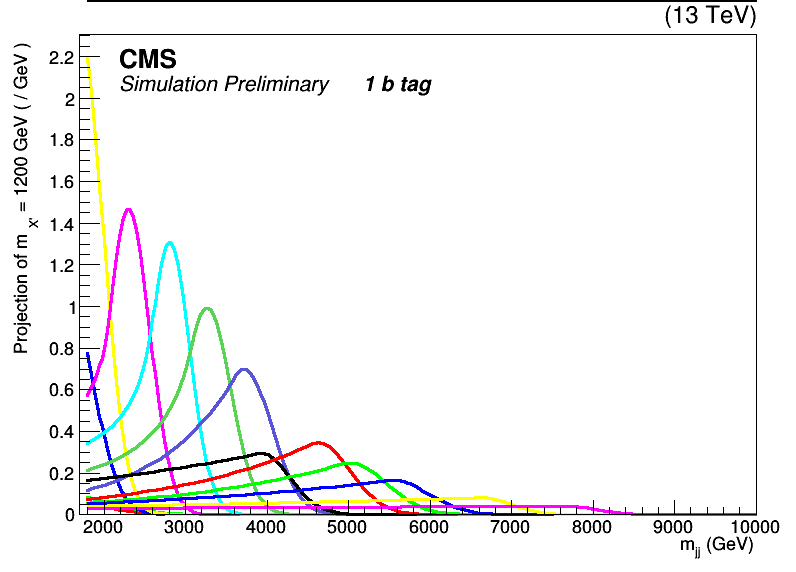 (13 TeV)
CMS
Simulation Preliminary 1 b tag
Projection of m X' = 1200 GeV ( / GeV )
2.2
2
1.8
1.6
1.4
1.2
1
0.8
0.6
0.4
0.2
0
2000 3000 4000 5000 6000 7000 8000 9000 10000
mjj (GeV)